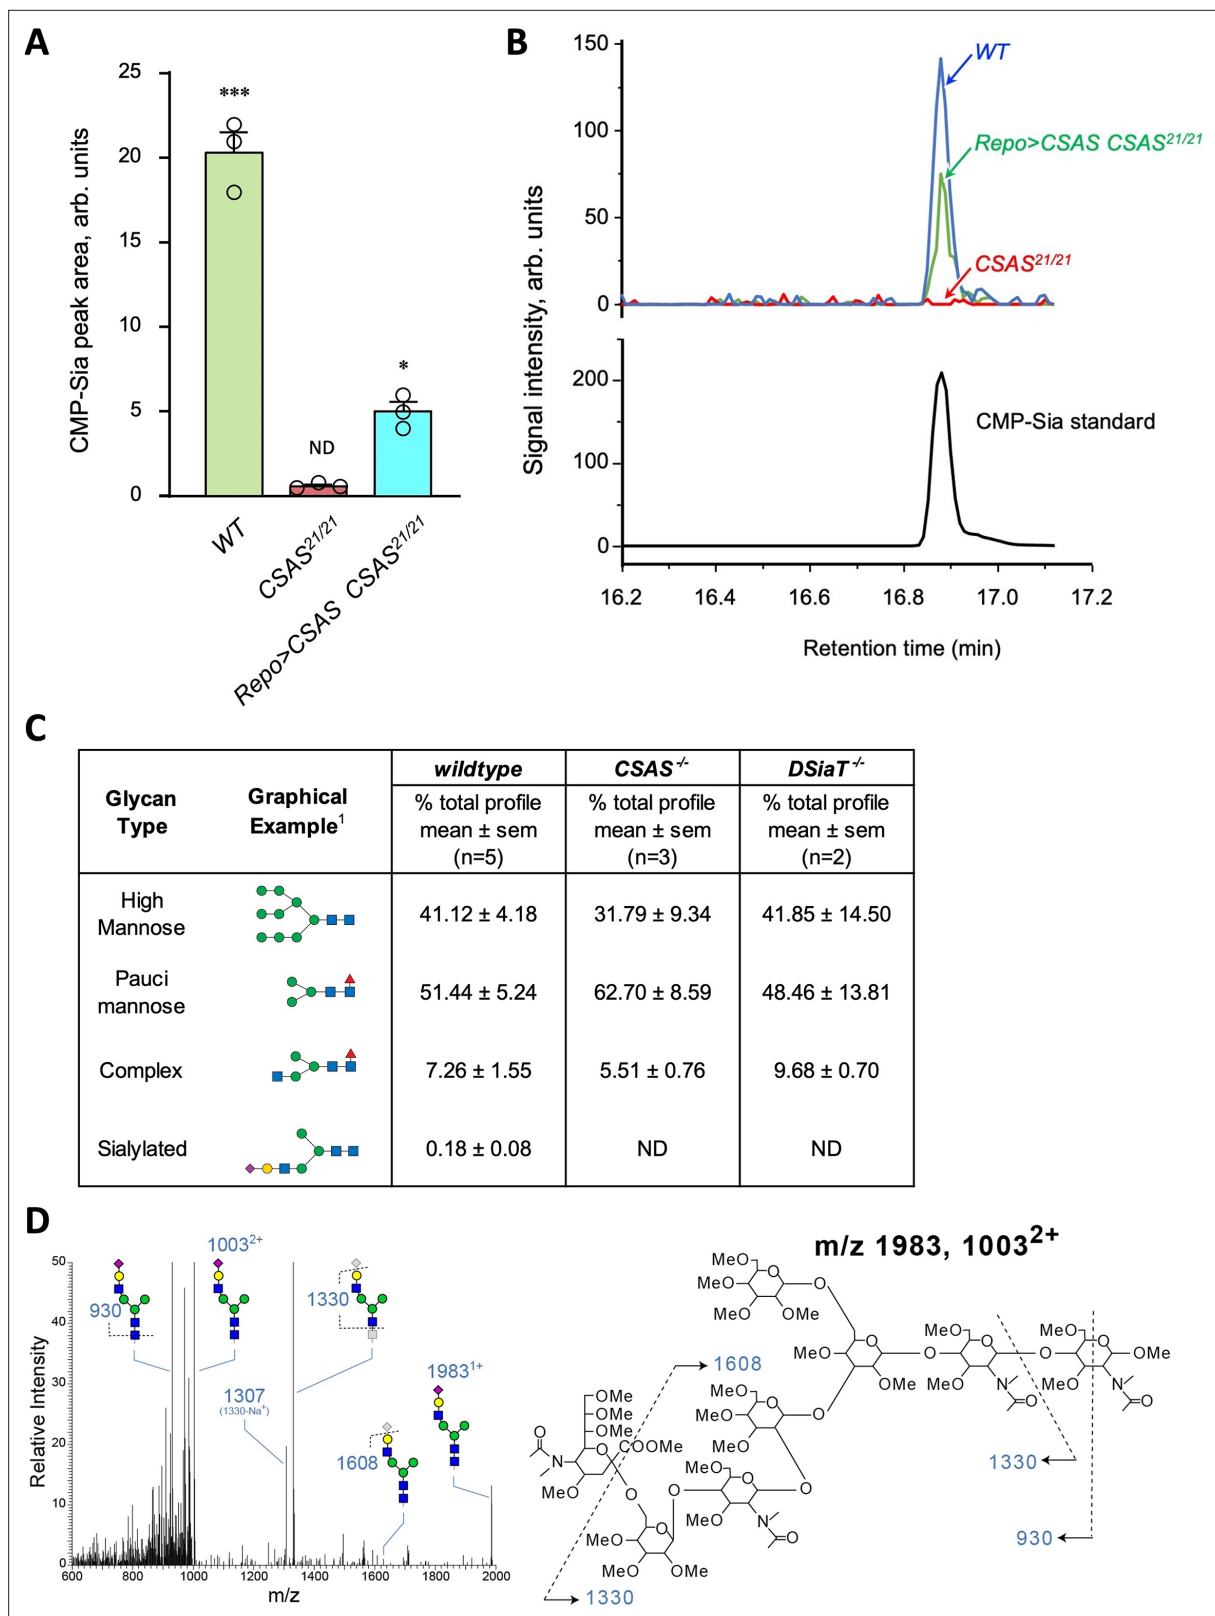 A
CMP-Sia peak area, arb. units
25
20
15
10
5
0
***
ND
*
WT
CSAS21/21
Repo>CSAS CSAS21/21
B
Signal intensity, arb. units
150
100
50
0
WT
Repo>CSAS CSAS21/21
CSAS21/21
200
100
0
CMP-Sia standard
16.2 16.4 16.6 16.8 17.0 17.2
Retention time (min)
C
Glycan Type
Graphical Example1
wildtype
% total profile
mean ± sem
(n=5)
CSAS-/-
% total profile
mean ± sem
(n=3)
DSiaT-/-
% total profile
mean ± sem
(n=2)
High Mannose 41.12 ± 4.18 31.79 ± 9.34 41.85 ± 14.50
Pauci mannose 51.44 ± 5.24 62.70 ± 8.59 48.46 ± 13.81
Complex 7.26 ± 1.55 5.51 ± 0.76 9.68 ± 0.70
Sialylated 0.18 ± 0.08 ND ND
D
Relative Intensity
50
40
30
20
10
0
600 800 1000 1200 1400 1600 1800 2000
m/z
930
10032+
1330
1307
(1330-Na+)
1608
19831+
m/z 1983, 10032+
MeO
MeO
MeO
OMe
O
O
MeO
O
OMe
O
MeO
O
MeO
N
O
O
MeO
O
MeO
OMe
N
O
1608
MeO
O
MeO
MeO
O
OMe
OMe
OMe
COOMe
O
N
O
MeO
O
O
MeO
O
MeO
O
N
O
O
MeO
O
MeO
MeO
OMe
1330
930
1330